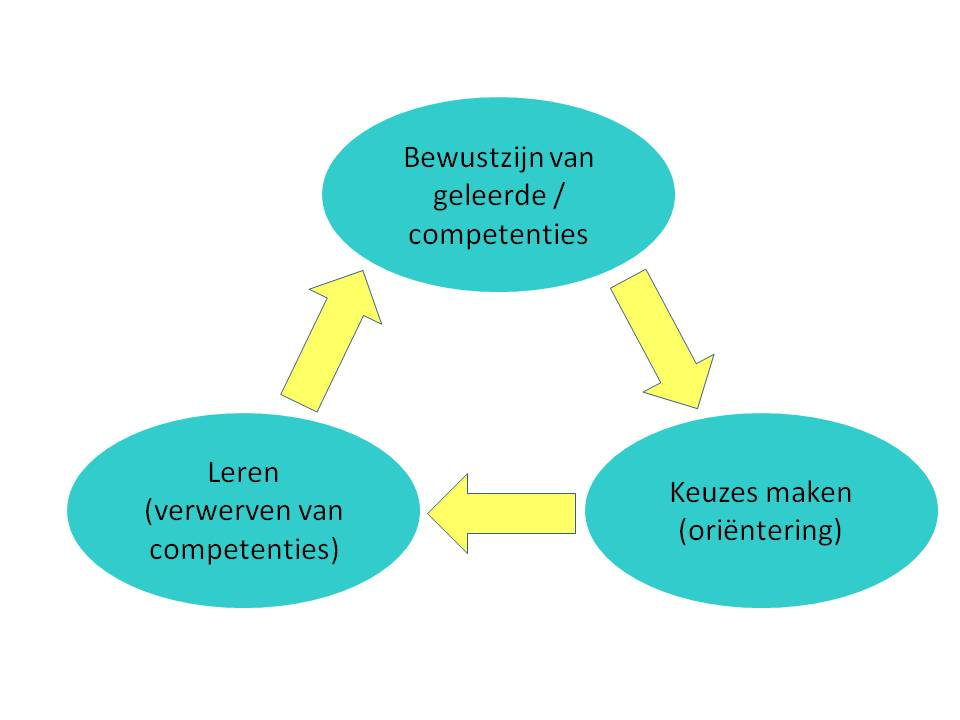 Bewustzijn van
geleerde /
competenties
Leren
(verwerven van
competenties)
Keuzes maken
(oriëntering)